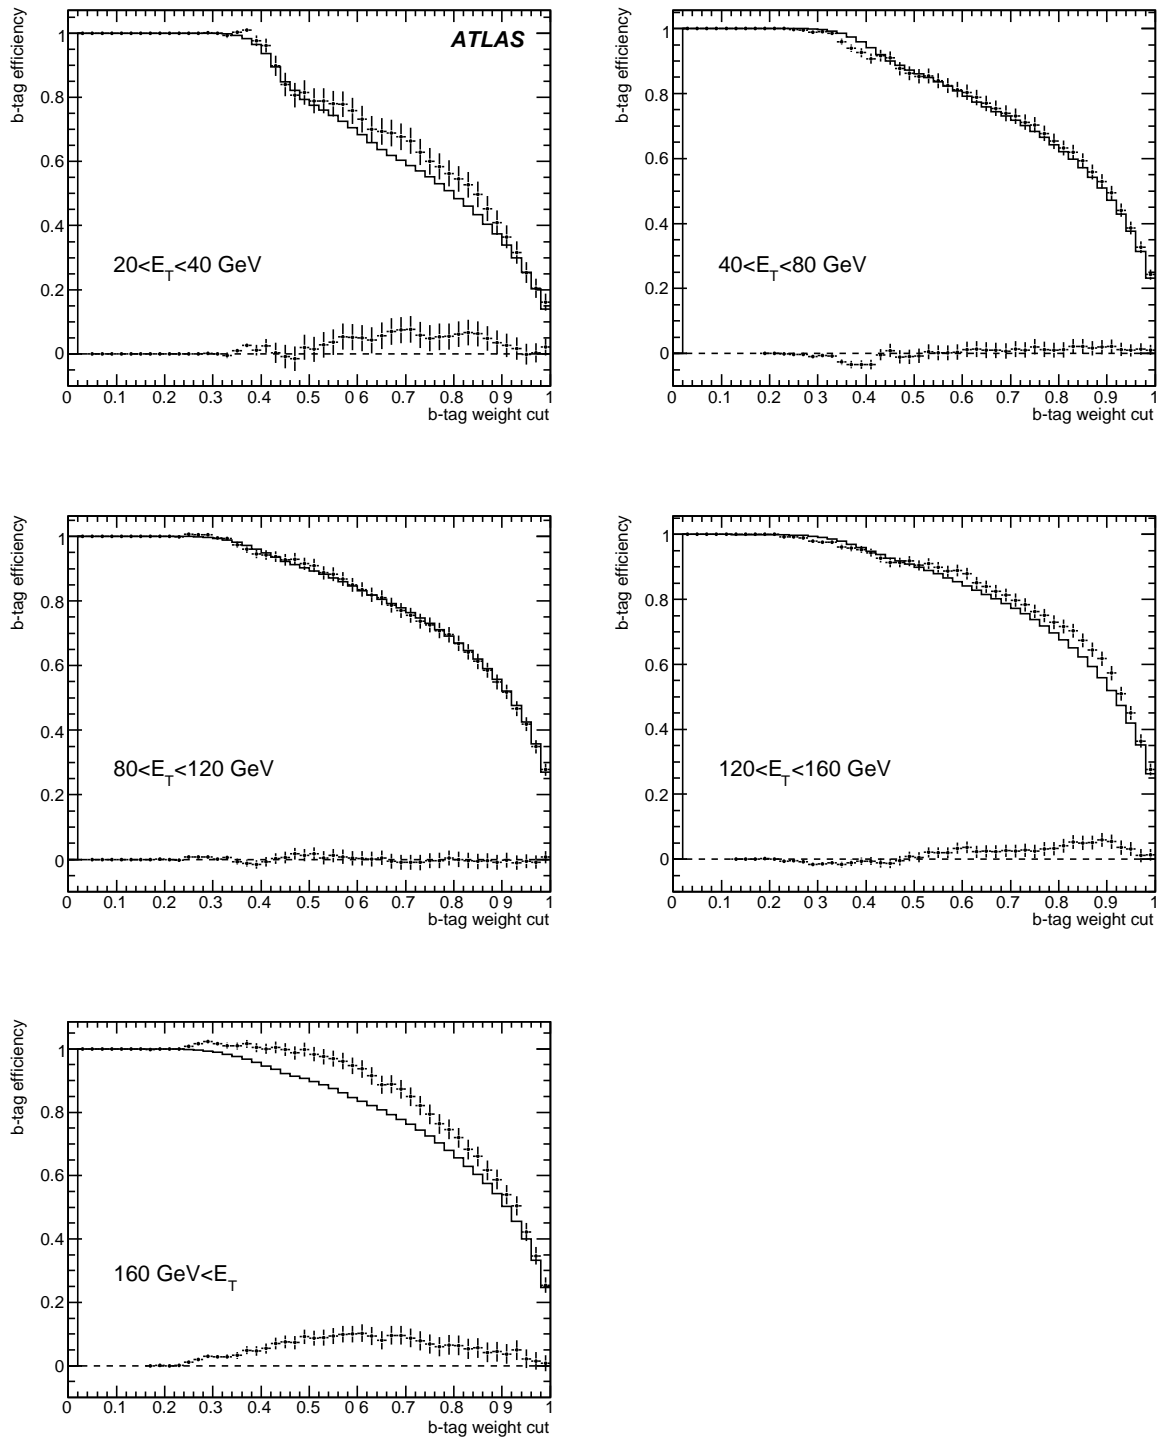 ATLAS
b-tag efficiency
1
0.8
0.6
0.4
0.2
0
20<E_T<40 GeV
0 0.1 0.2 0.3 0.4 0.5 0.6 0.7 0.8 0.9 1
b-tag weight cut
b-tag efficiency
1
0.8
0.6
0.4
0.2
0
40<E_T<80 GeV
0 0.1 0.2 0 3 0.4 0.5 0.6 0.7 0.8 0.9 1
b-tag weight cut
b-tag efficiency
1
0.8
0.6
0.4
0.2
0
80<E_T<120 GeV
0 0.1 0.2 0.3 0.4 0.5 0.6 0.7 0.8 0.9 1
b-tag weight cut
b-tag efficiency
1
0.8
0.6
0.4
0.2
0
120<E_T<160 GeV
0 0.1 0.2 0 3 0.4 0.5 0.6 0.7 0.8 0.9 1
b-tag weight cut
b-tag efficiency
1
0.8
0.6
0.4
0.2
0
160 GeV<E_T
0 0.1 0.2 0.3 0.4 0.5 0 6 0.7 0.8 0 9 1
b-tag weight cut